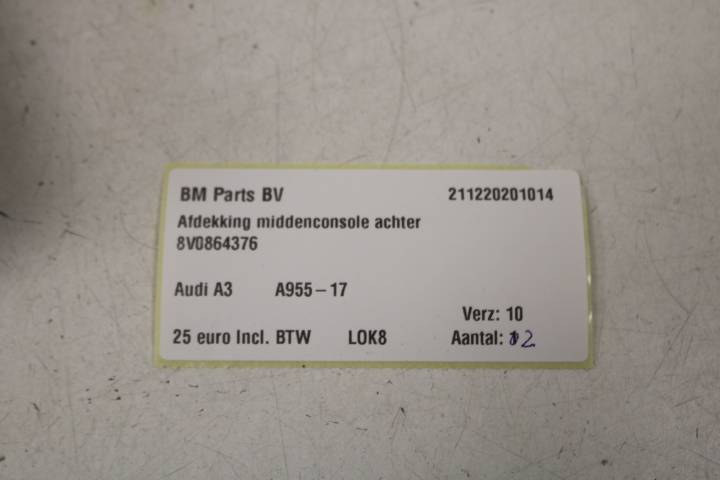 BM Parts BV 211220201014
Afdekking middenconsole achter
8V0864376
Audi A3 A955-17
Verz: 10
25 euro Incl. BTW LOK8 Aantal: 2